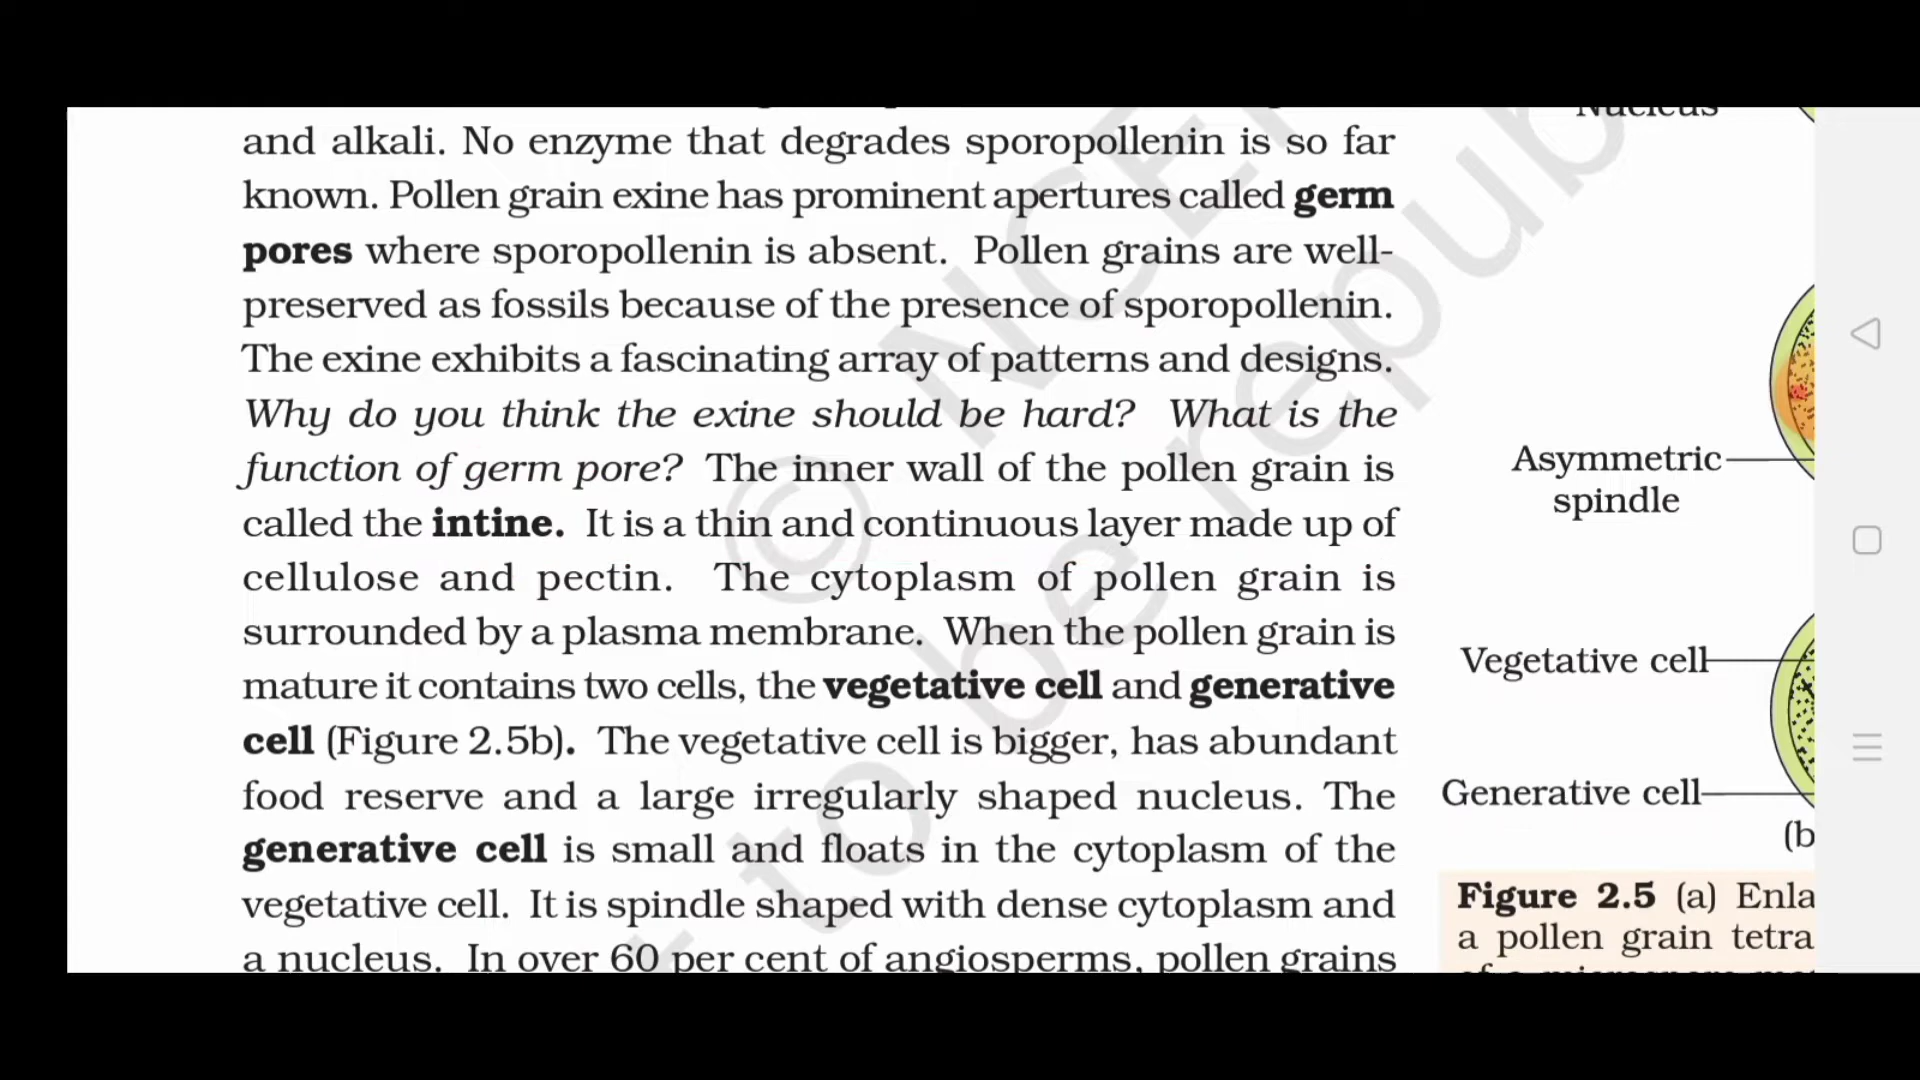 and alkali. No enzyme that degrades sporopollenin is so far
known. Pollen grain exine has prominent apertures called germ
pores where sporopollenin is absent. Pollen grains are well-
preserved as fossils because of the presence of sporopollenin.
The exine exhibits a fascinating array of patterns and designs.
Why do you think the exine should be hard? What is the
function of germ pore? The inner wall of the pollen grain is
called the intine. It is a thin and continuous layer made up of
cellulose and pectin. The cytoplasm of pollen grain is
surrounded by a plasma membrane. When the pollen grain is
mature it contains two cells, the vegetative cell and generative
cell (Figure 2.5b). The vegetative cell is bigger, has abundant
food reserve and a large irregularly shaped nucleus. The
generative cell is small and floats in the cytoplasm of the
vegetative cell. It is spindle shaped with dense cytoplasm and
a nucleus. In over 60 per cent of angiosperms, pollen grains
Nucleus
Asymmetric
spindle
Vegetative cell
Generative cell
(b
Figure 2.5 (a) Enla
a pollen grain tetra
© NCE
to be repub